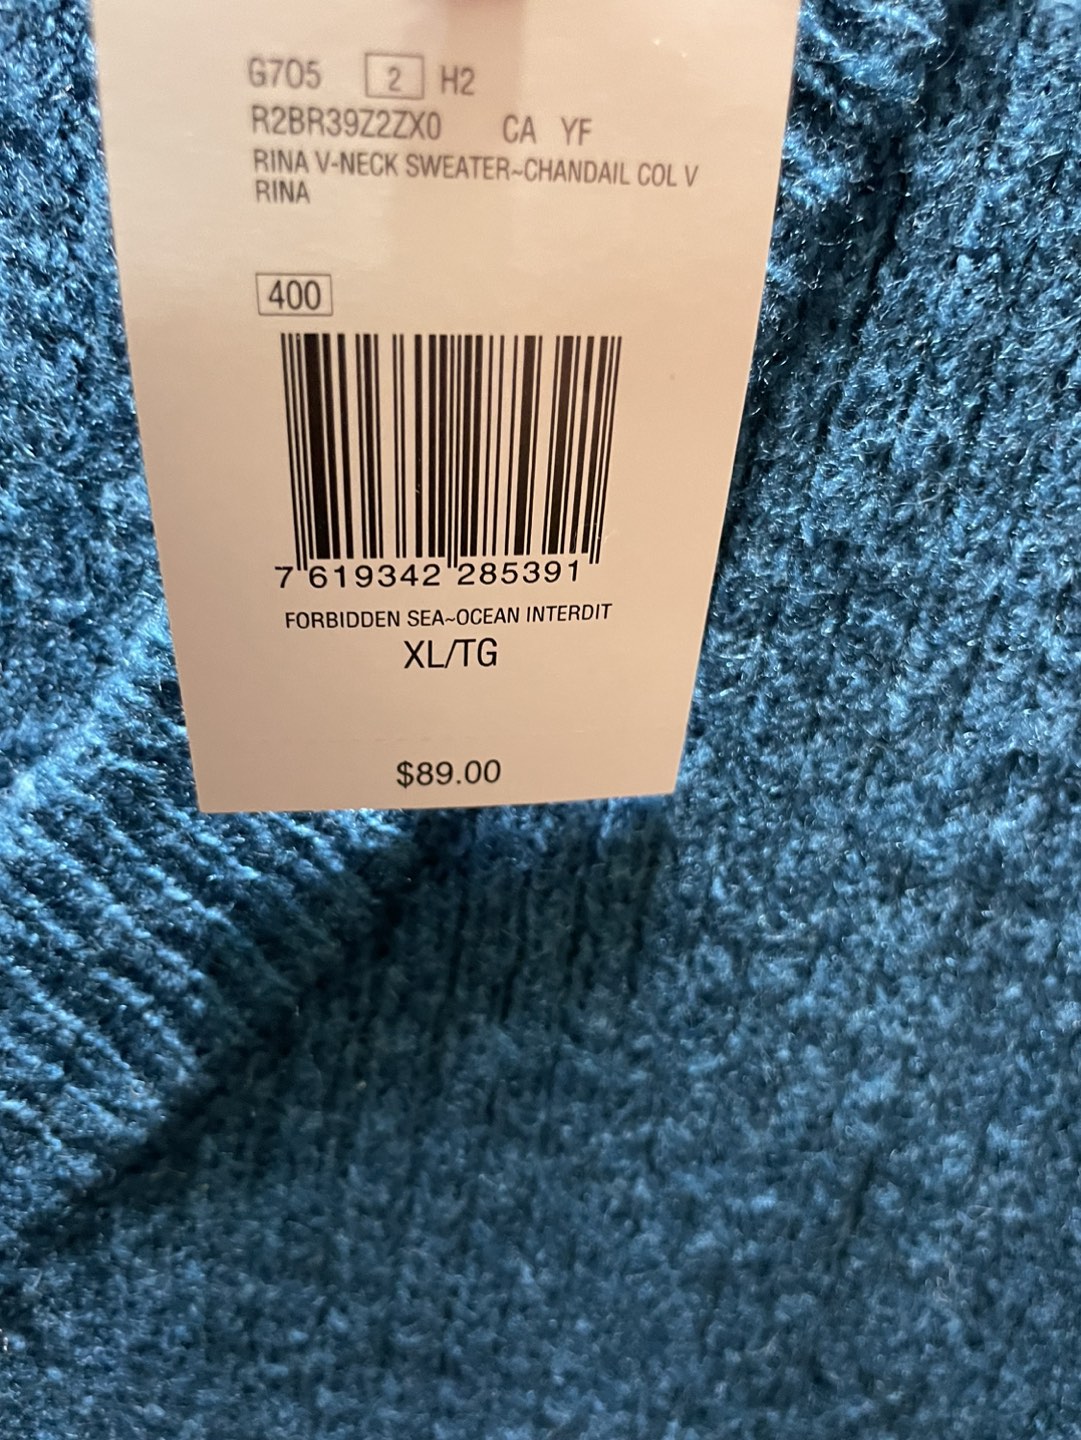 G705 2 H2
R2BR39Z2ZX0 CA YF
RINA V-NECK SWEATER~CHANDAIL COL V
RINA
400
7 619342 285391
FORBIDDEN SEA~OCEAN INTERDIT
XL/TG
$89.00